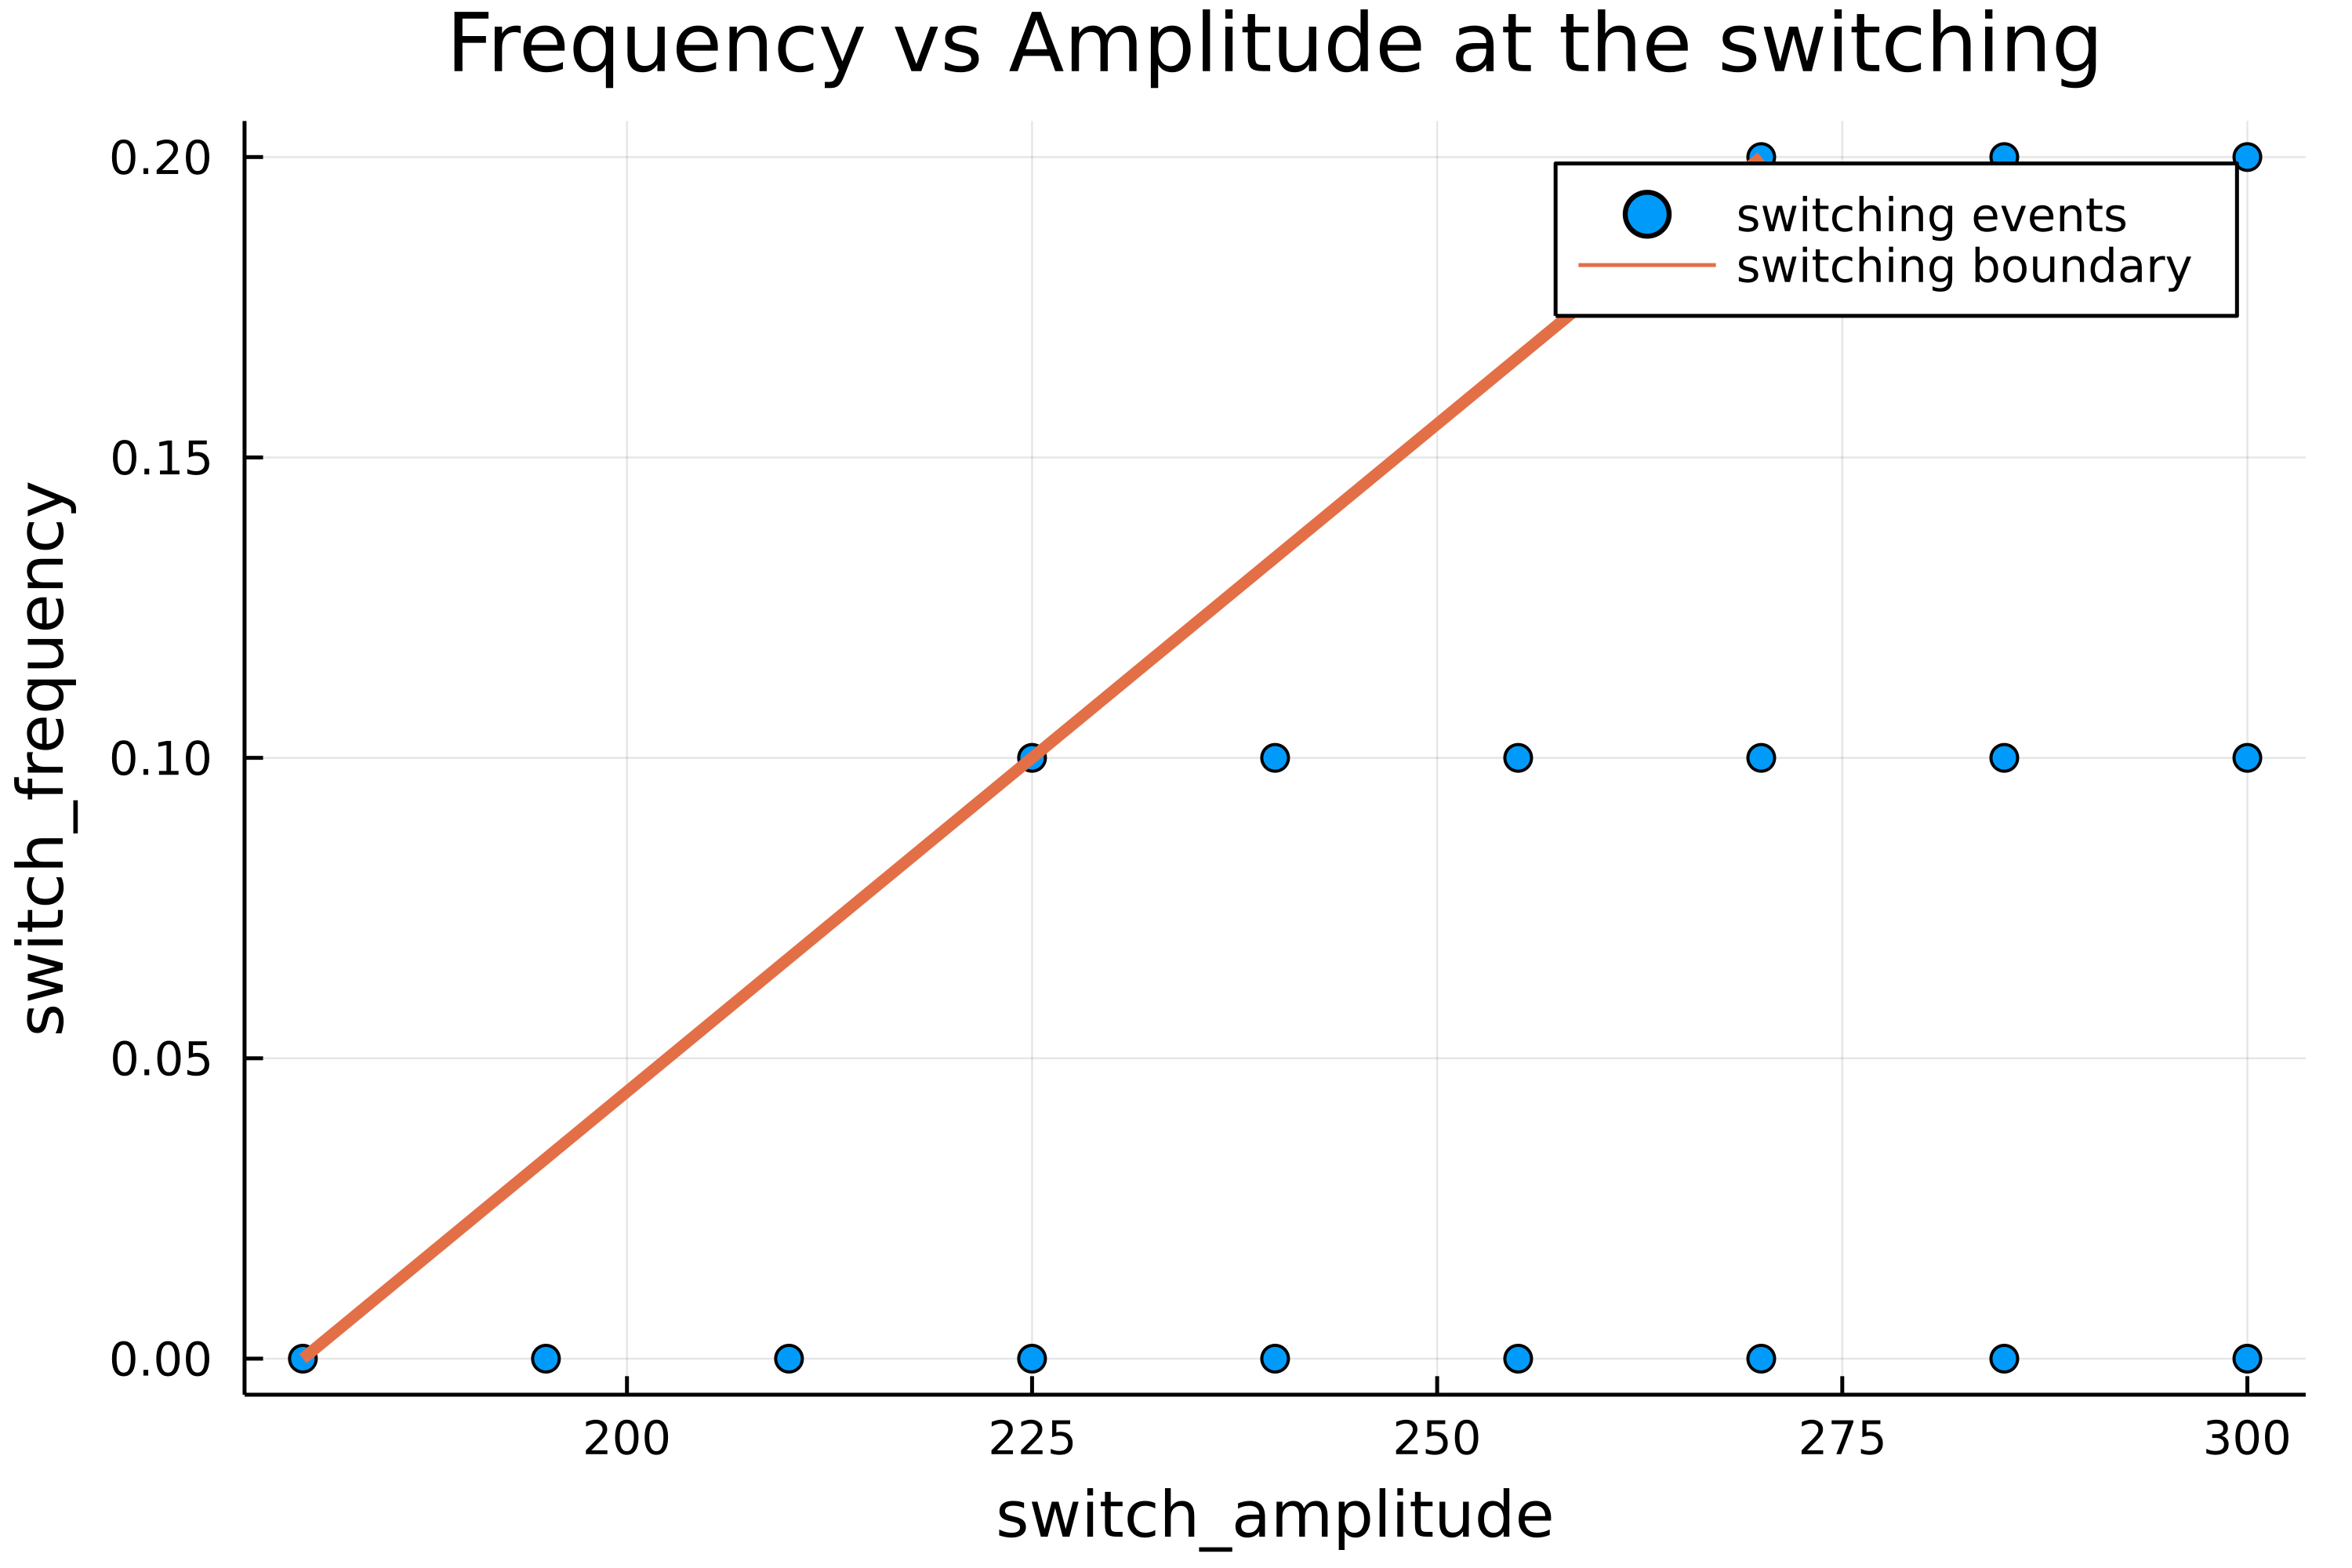 Frequency vs Amplitude at the switching
switch_frequency
0.20
0.15
0.10
0.05
0.00
switching events
switching boundary
200 225 250 275 300
switch_amplitude